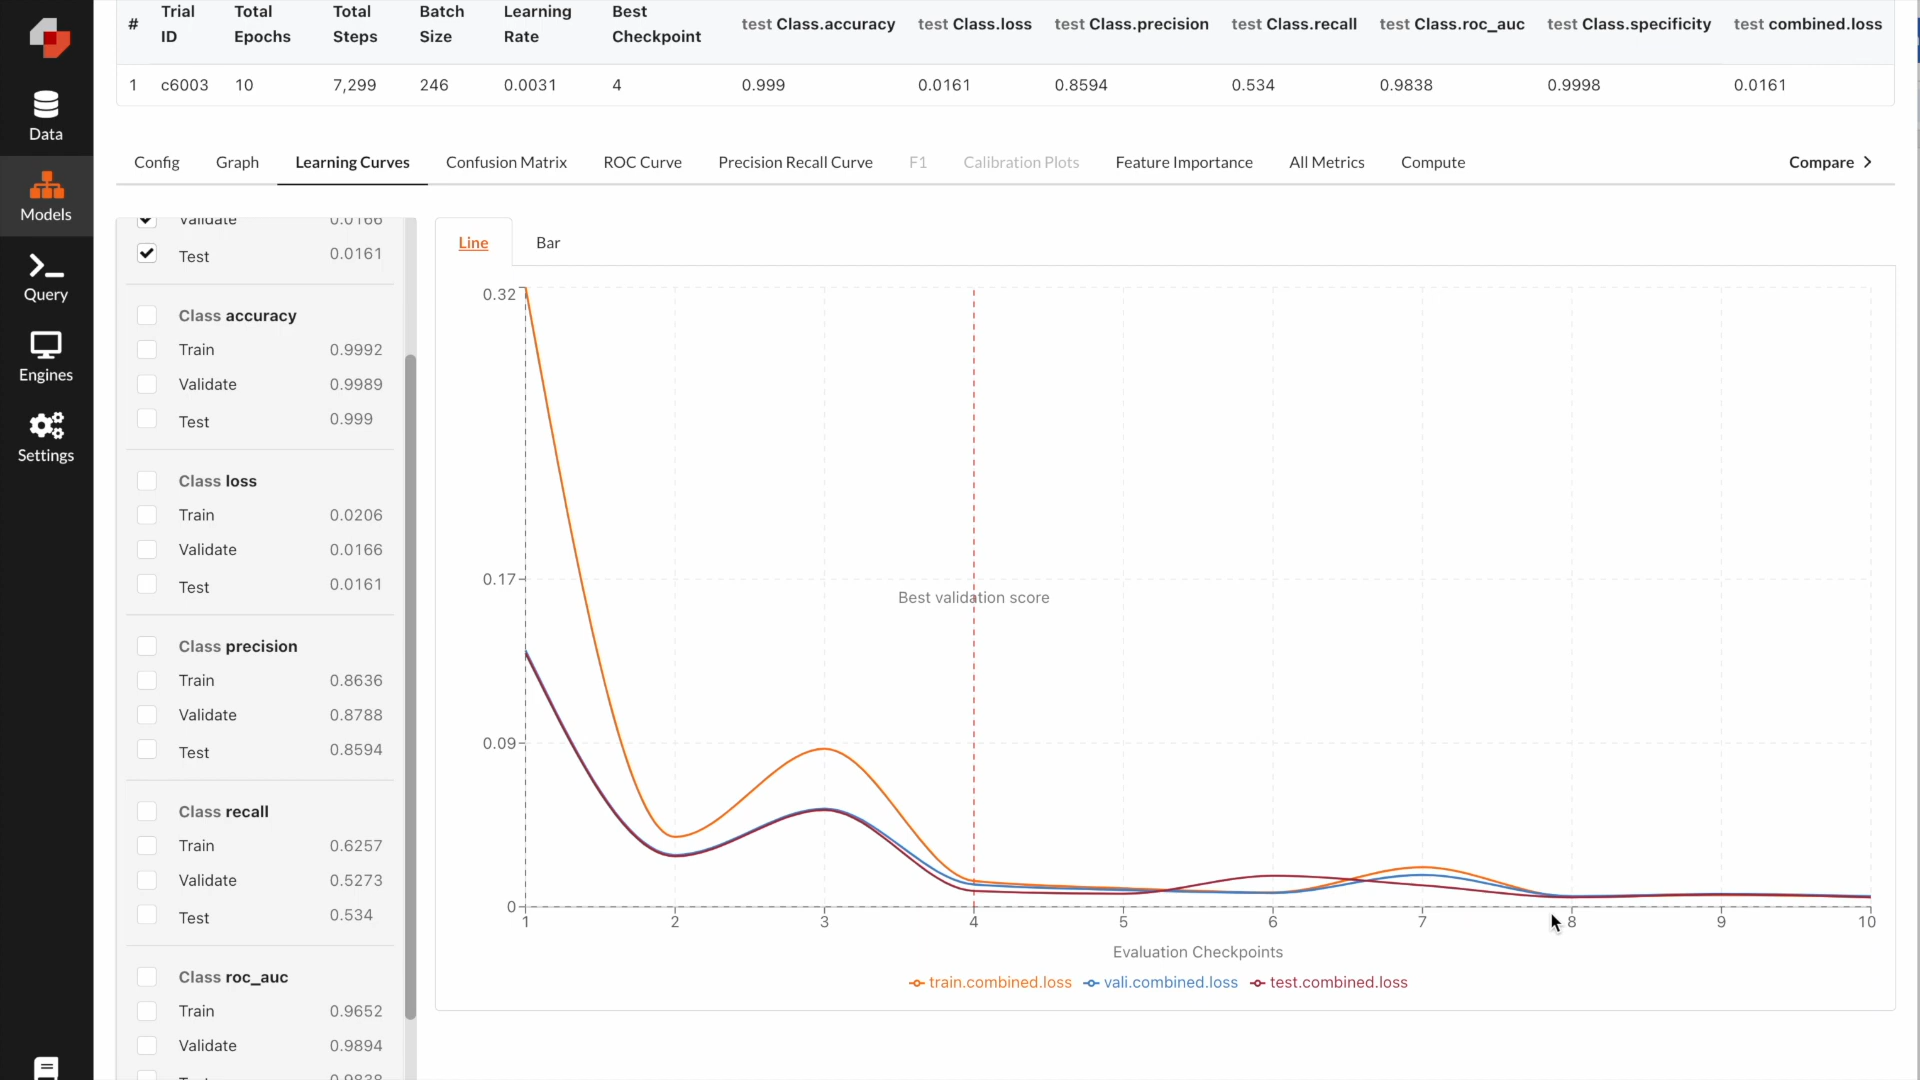 # Trial ID Total Epochs Total Steps Batch Size Learning Rate Best Checkpoint test Class.accuracy test Class.loss test Class.precision test Class.recall test Class.roc_auc test Class.specificity test combined.loss
1 c6003 10 7,299 246 0.0031 4 0.999 0.0161 0.8594 0.534 0.9838 0.9998 0.0161
Data
Models
Query
Engines
Settings
Config Graph Learning Curves Confusion Matrix ROC Curve Precision Recall Curve F1 Calibration Plots Feature Importance All Metrics Compute Compare
Validate 0.0166
Test 0.0161
Class accuracy
Train 0.9992
Validate 0.9989
Test 0.999
Class loss
Train 0.0206
Validate 0.0166
Test 0.0161
Class precision
Train 0.8636
Validate 0.8788
Test 0.8594
Class recall
Train 0.6257
Validate 0.5273
Test 0.534
Class roc_auc
Train 0.9652
Validate 0.9894
Line Bar
0.32
0.17
Best validation score
0.09
0
1 2 3 4 5 6 7 8 9 10
Evaluation Checkpoints
train.combined.loss vali.combined.loss test.combined.loss